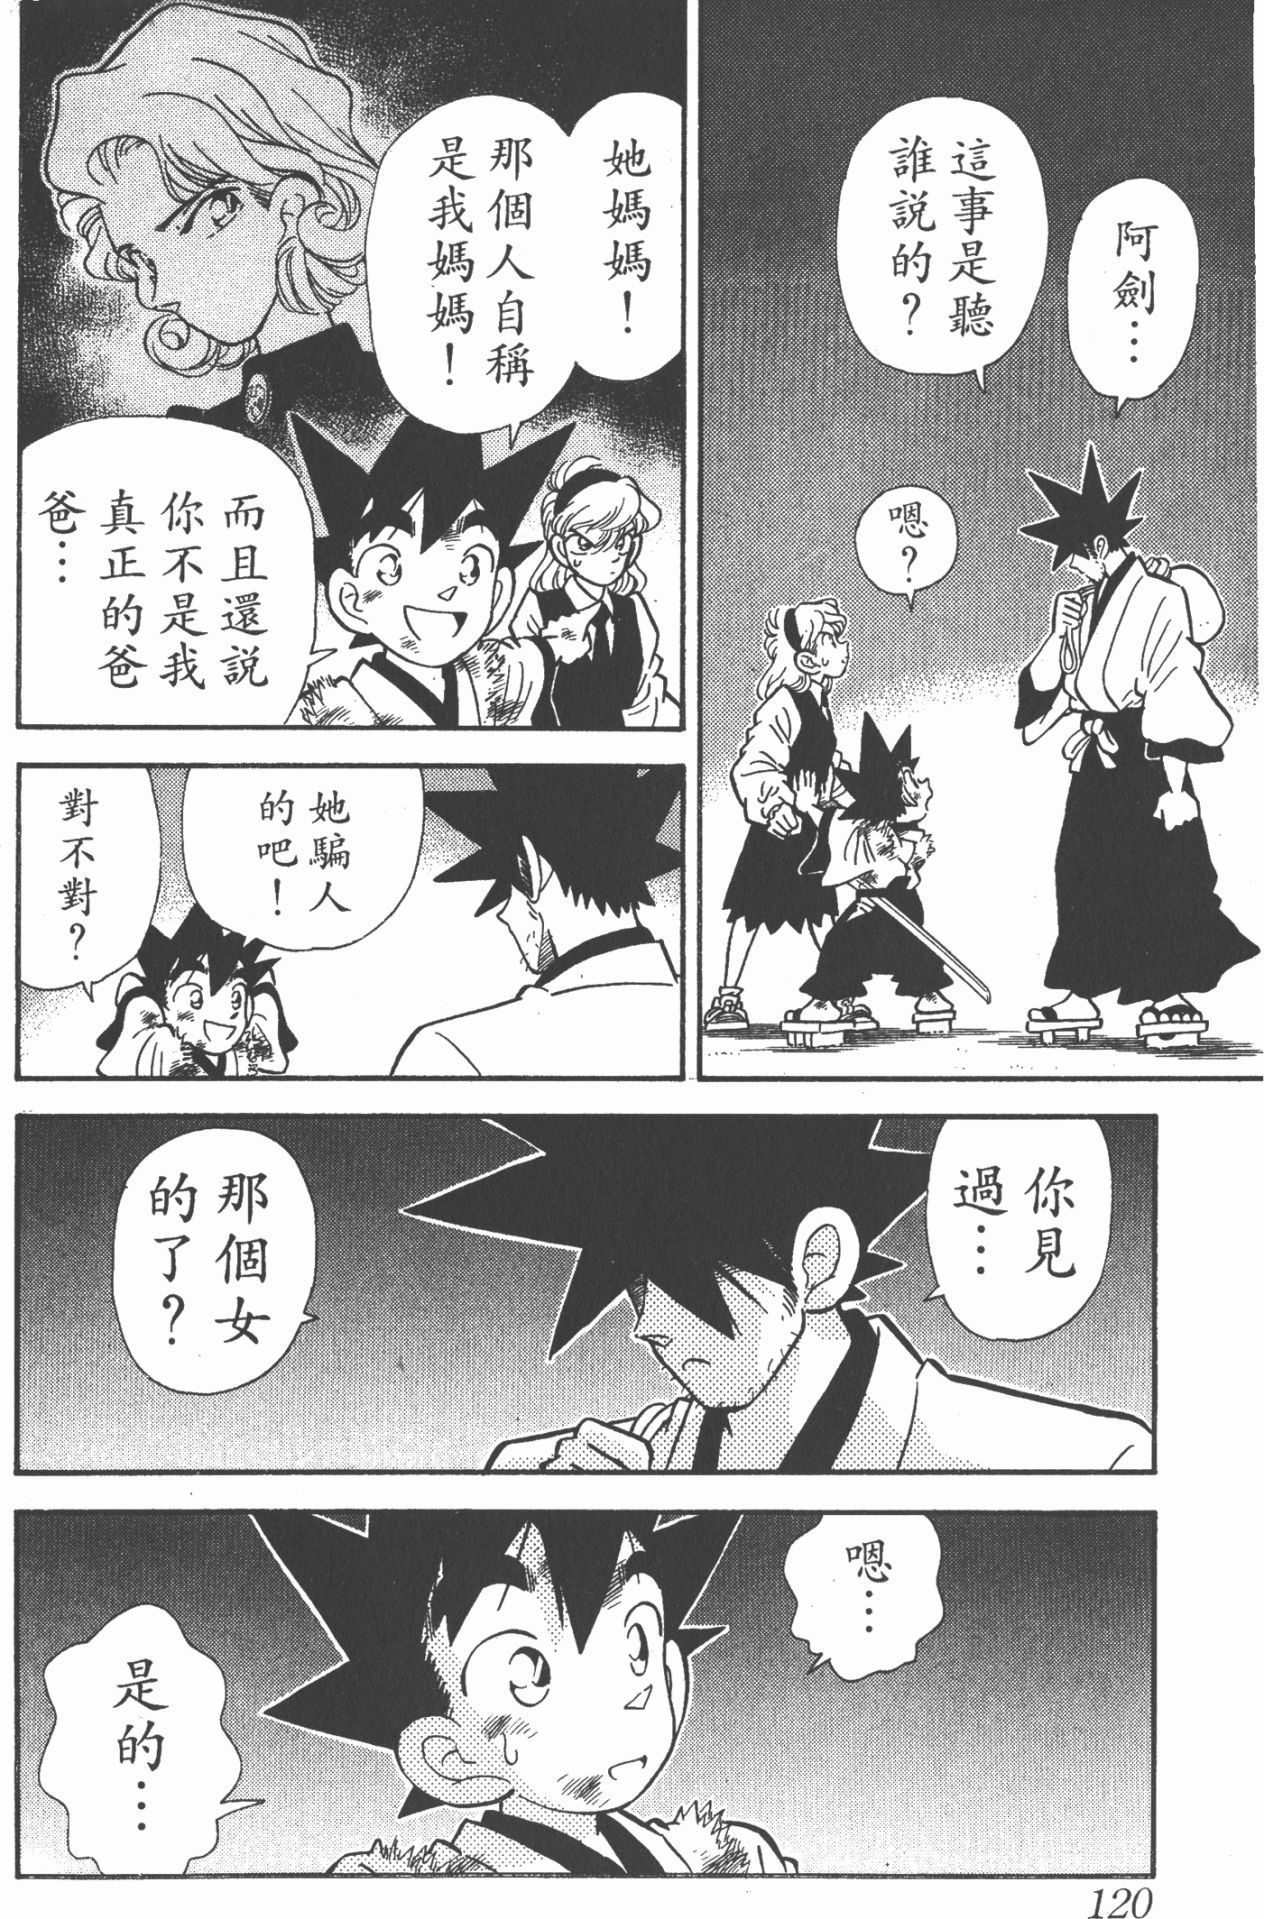 阿劍…
這事是聽
誰説的？
嗯？
她媽媽！
那個人自稱
是我媽媽！
而且還説
你不是我
真正的爸
爸…
她騙人
的吧！
對不對？
你見
過…
那個女
的了？
嗯…
是的…
120